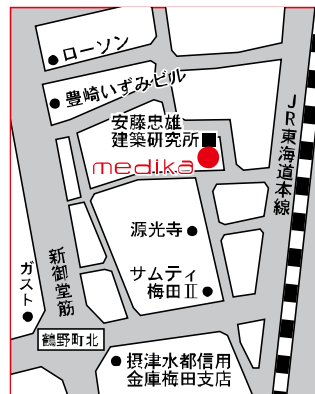 ローソン
豊崎いずみビル
安藤忠雄
建築研究所
medika
JR東海道本線
源光寺
新御堂筋
サムティ
梅田Ⅱ
ガスト
鶴野町北
摂津水都信用
金庫梅田支店